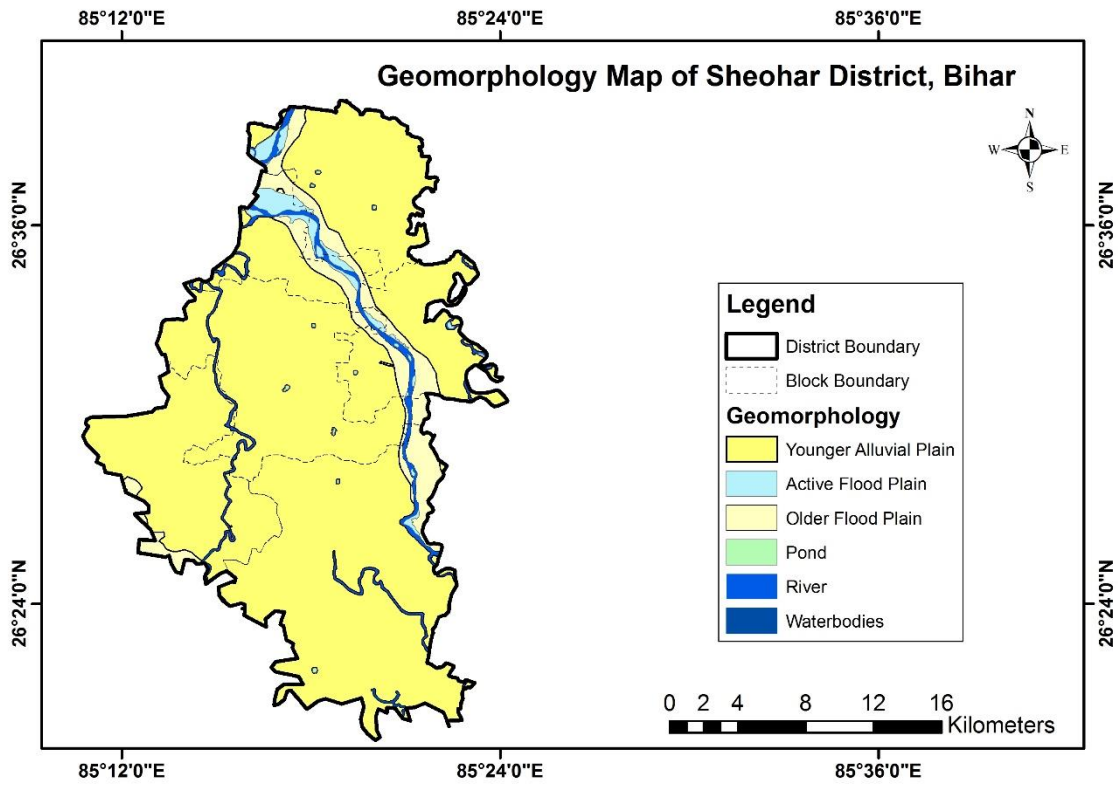 85°12'0"E 85°24'0"E 85°36'0"E
Geomorphology Map of Sheohar District, Bihar
N
W E
S
26°36'0"N 26°36'0"N
Legend
District Boundary
Block Boundary
Geomorphology
Younger Alluvial Plain
Active Flood Plain
Older Flood Plain
Pond
River
Waterbodies
26°24'0"N 26°24'0"N
0 2 4 8 12 16
Kilometers
85°12'0"E 85°24'0"E 85°36'0"E